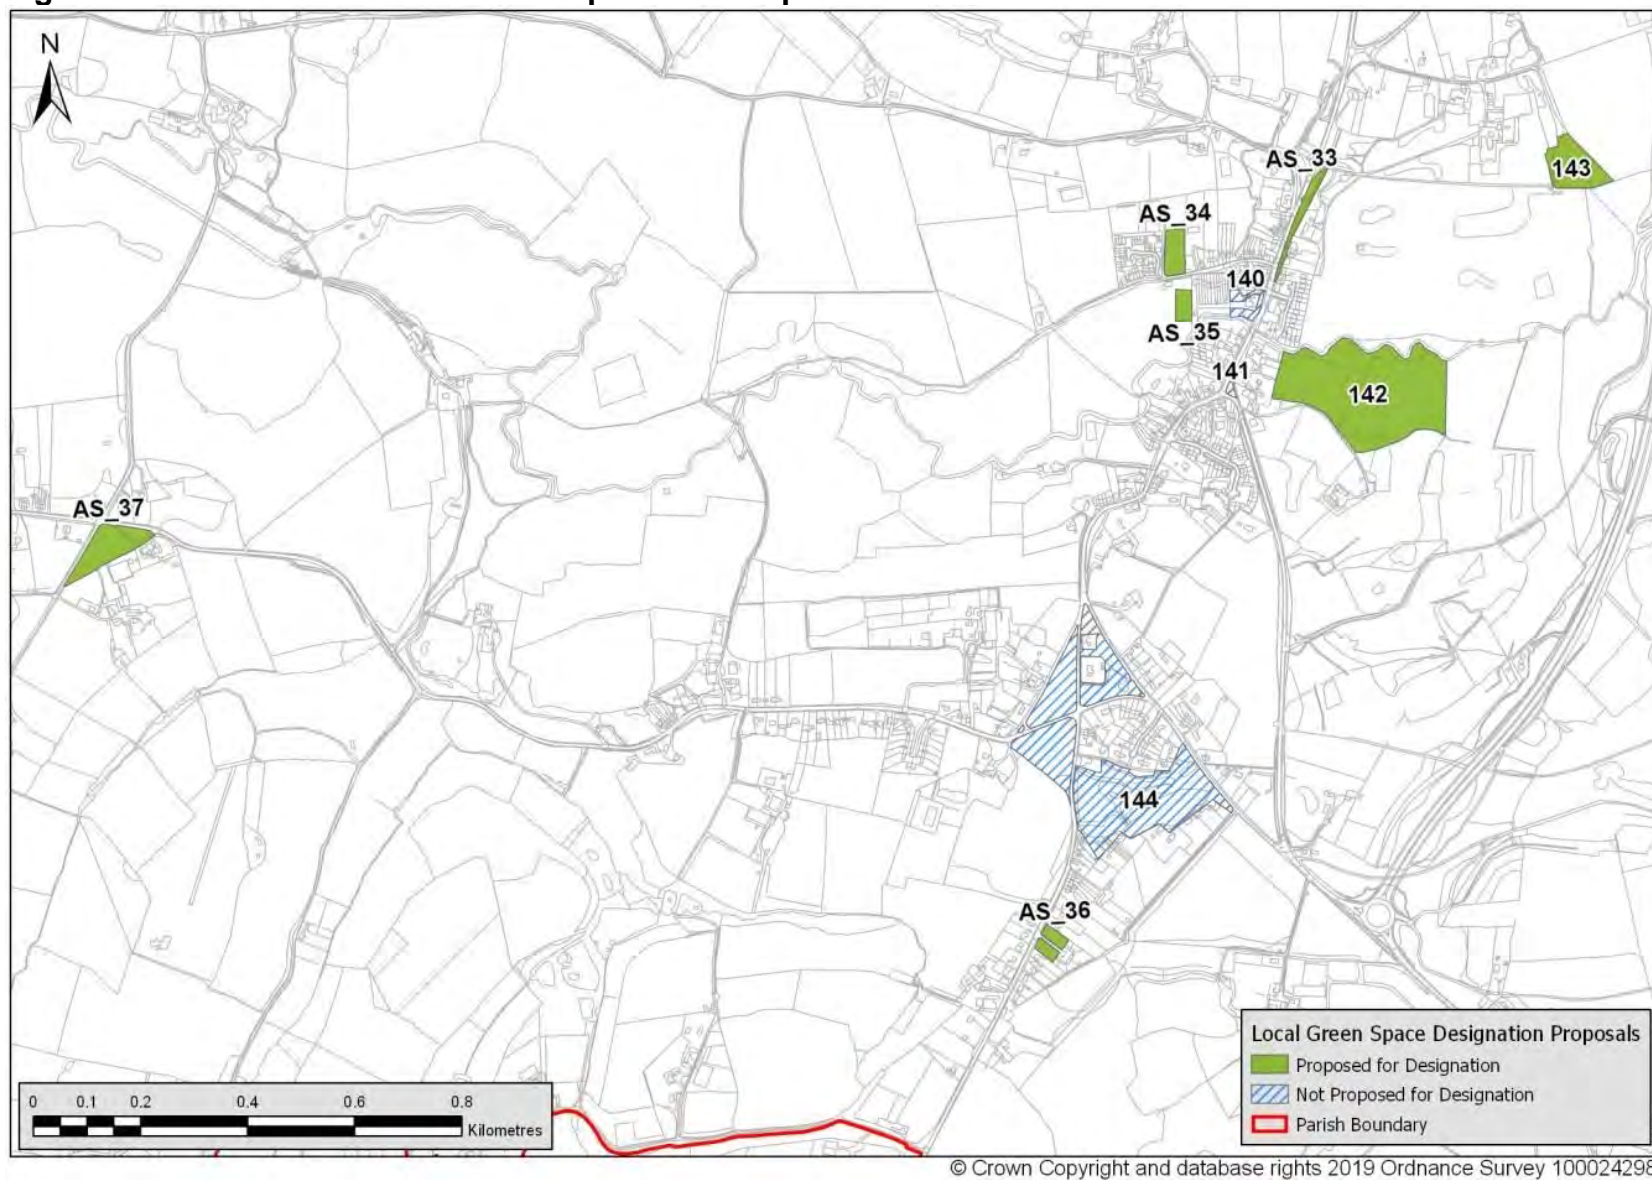 N
AS_33
143
AS_34
140
AS_35
141
142
AS_37
144
AS_36
Local Green Space Designation Proposals
Proposed for Designation
Not Proposed for Designation
Parish Boundary
0 0.1 0.2 0.4 0.6 0.8
Kilometres
© Crown Copyright and database rights 2019 Ordnance Survey 100024298